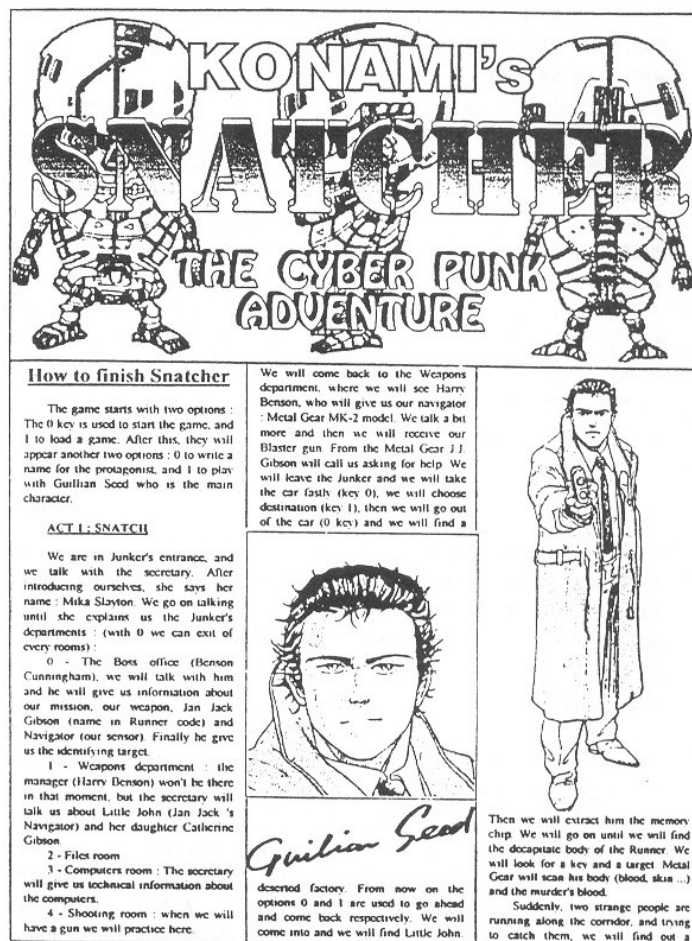 KONAMI's
SNATCHER
THE CYBER PUNK
ADVENTURE
How to finish Snatcher
The game starts with two options :
The 0 key is used to start the game, and
1 to load a game. After this, they will
appear another two options : 0 to write a
name for the protagonist, and 1 to play
with Guillian Seed who is the main
character.
ACT 1 : SNATCH
We are in Junker's entrance, and
we talk with the secretary. After
introducing ourselves, she says her
name : Mika Slayton. We go on talking
until she explains us the Junker's
departments : (with 0 we can exit of
every rooms) :
0 - The Boss office (Benson
Cunningham), we will talk with him
and he will give us information about
our mission, our weapon, Jan Jack
Gibson (name in Runner code) and
Navigator (our sensor). Finally he give
us the identifying target.
1 - Weapons department : the
manager (Harry Benson) won't be there
in that moment, but the secretary will
talk us about Little John (Jan Jack 's
Navigator) and her daughter Catherine
Gibson.
2 - Files room
3 - Computers room : The secretary
will give us technical information about
the computers.
4 - Shooting room : when we will
have a gun we will practice here.
We will come back to the Weapons
department, where we will see Harry
Benson, who will give us our navigator
: Metal Gear MK-2 model. We talk a bit
more and then we will receive our
Blaster gun. From the Metal Gear J.J.
Gibson will call us asking for help. We
will leave the Junker and we will take
the car fastly (key 0), we will choose
destination (key 1), then we will go out
of the car (0 key) and we will find a
Guilian Seed
deserted factory. From now on the
options 0 and 1 are used to go ahead
and come back respectively. We will
come into and we will find Little John.
Then we will extract him the memory
chip. We will go on until we will find
the decapitate body of the Runner. We
will look for a key and a target. Metal
Gear will scan his body (blood, skin ...)
and the murder's blood.
Suddenly, two strange people are
running along the corridor, and trying
to catch them, we will find out a